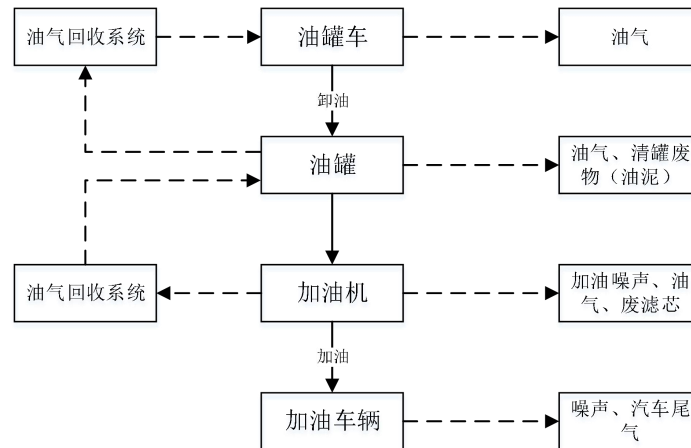 油气回收系统
油罐车
油气
卸油
油罐
油气、清罐废
物（油泥）
油气回收系统
加油机
加油噪声、油
气、废滤芯
加油
加油车辆
噪声、汽车尾
气